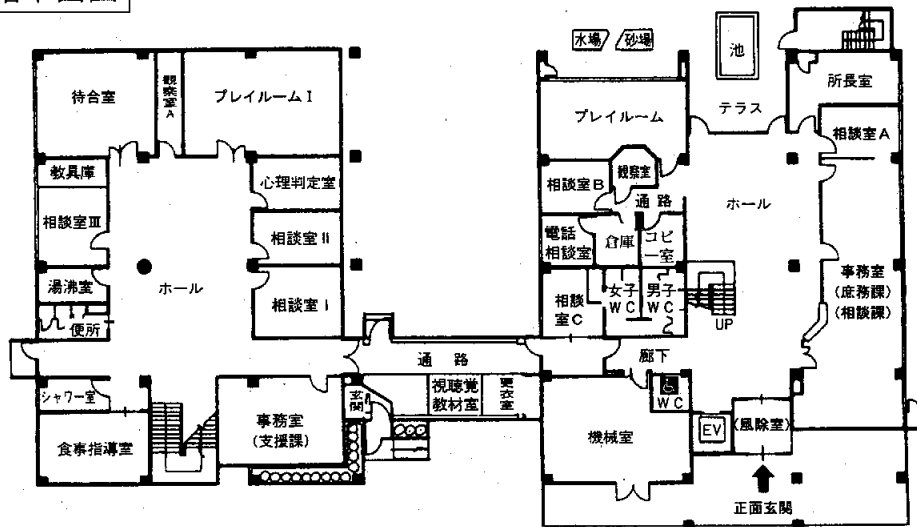 水場
砂場
池
所長室
待合室
観察室A
プレイルームⅠ
プレイルーム
テラス
相談室A
教具庫
心理判定室
相談室B
観察室
通路
ホール
相談室Ⅲ
相談室Ⅱ
電話
相談室
倉庫
コピ
ー室
事務室
(庶務課)
(相談課)
湯沸室
ホール
相談室Ⅰ
相談
室C
女子
WC
男子
WC
UP
便所
通路
廊下
シャワー室
事務室
(支援課)
玄関
視聴覚
教材室
更衣室
WC
食事指導室
機械室
EV
(風除室)
正面玄関